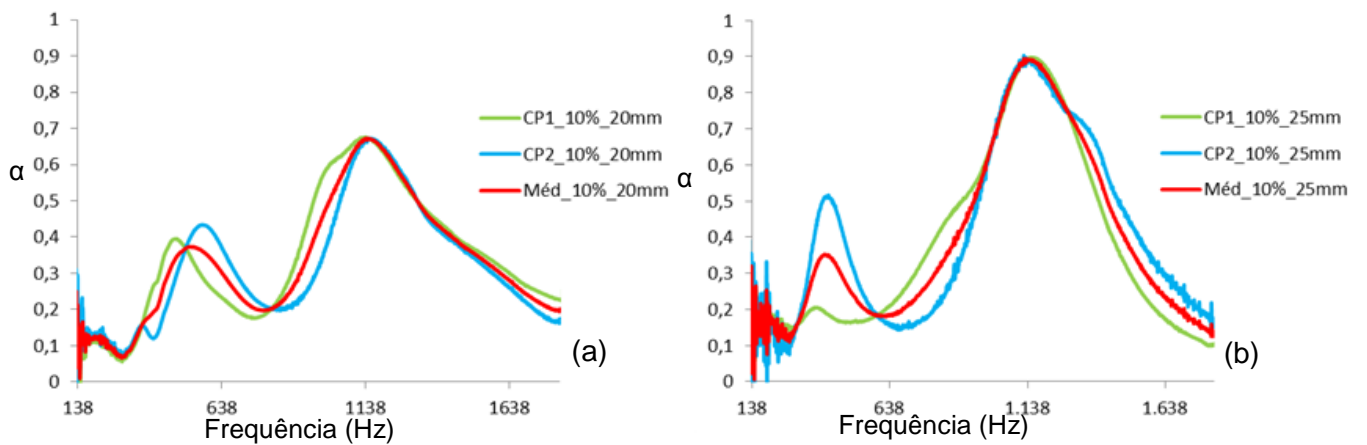 1
0,9
0,8
0,7
0,6
0,5
0,4
0,3
0,2
0,1
0
α
138
638
1138
1638
Frequência (Hz)
CP1_10%_20mm
CP2_10%_20mm
Méd_10%_20mm
(a)
1
0,9
0,8
0,7
0,6
0,5
0,4
0,3
0,2
0,1
0
α
138
638
1.138
1.638
Frequência (Hz)
CP1_10%_25mm
CP2_10%_25mm
Méd_10%_25mm
(b)